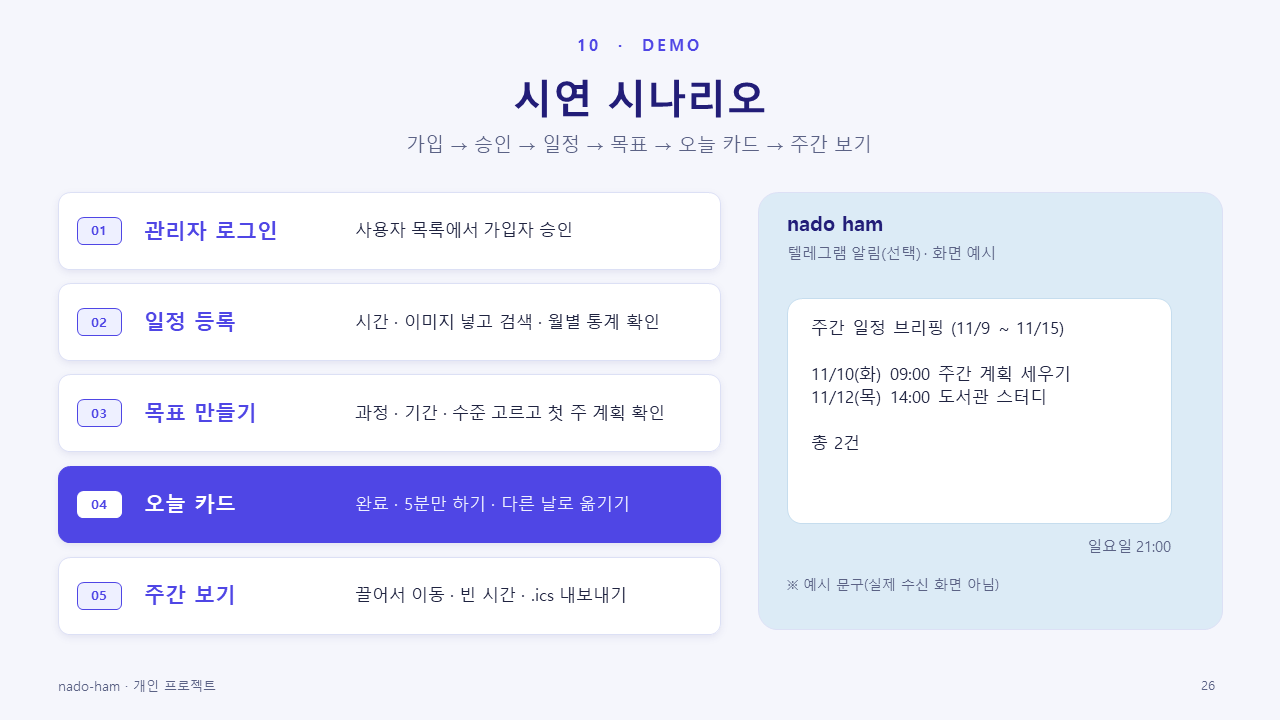 10 · DEMO
시연 시나리오
가입 → 승인 → 일정 → 목표 → 오늘 카드 → 주간 보기
01 관리자 로그인 사용자 목록에서 가입자 승인
02 일정 등록 시간 · 이미지 넣고 검색 · 월별 통계 확인
03 목표 만들기 과정 · 기간 · 수준 고르고 첫 주 계획 확인
04 오늘 카드 완료 · 5분만 하기 · 다른 날로 옮기기
05 주간 보기 끌어서 이동 · 빈 시간 · .ics 내보내기
nado ham
텔레그램 알림(선택) · 화면 예시
주간 일정 브리핑 (11/9 ~ 11/15)
11/10(화) 09:00 주간 계획 세우기
11/12(목) 14:00 도서관 스터디
총 2건
일요일 21:00
※ 예시 문구(실제 수신 화면 아님)
nado-ham · 개인 프로젝트
26